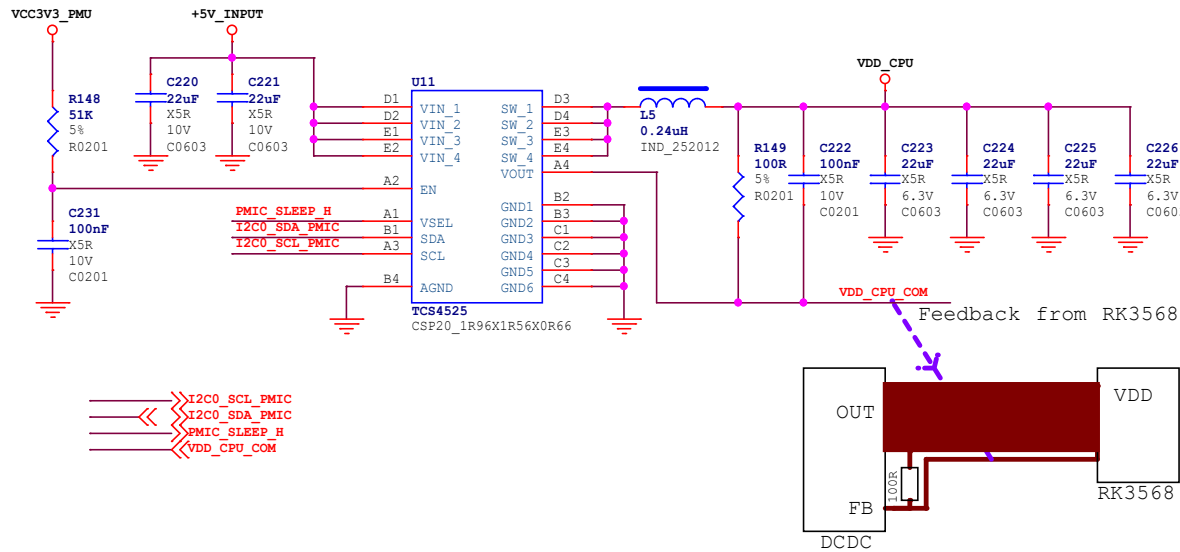 VCC3V3_PMU
+5V_INPUT
R148
51K
5%
R0201
C220
22uF
X5R
10V
C0603
C221
22uF
X5R
10V
C0603
C231
100nF
X5R
10V
C0201
U11
D1 VIN_1
D2 VIN_2
E1 VIN_3
E2 VIN_4
A2 EN
PMIC_SLEEP_H A1 VSEL
I2C0_SDA_PMIC B1 SDA
I2C0_SCL_PMIC A3 SCL
B4 AGND
SW_1 D3
SW_2 D4
SW_3 E3
SW_4 E4
VOUT A4
GND1 B2
GND2 B3
GND3 C1
GND4 C2
GND5 C3
GND6 C4
TCS4525
CSP20_1R96X1R56X0R66
L5
0.24uH
IND_252012
VDD_CPU
R149
100R
5%
R0201
C222
100nF
X5R
10V
C0201
C223
22uF
X5R
6.3V
C0603
C224
22uF
X5R
6.3V
C0603
C225
22uF
X5R
6.3V
C0603
C226
22uF
X5R
6.3V
VDD_CPU_COM
Feedback from RK3568
I2C0_SCL_PMIC
I2C0_SDA_PMIC
PMIC_SLEEP_H
VDD_CPU_COM
OUT
VDD
100R
FB
RK3568
DCDC